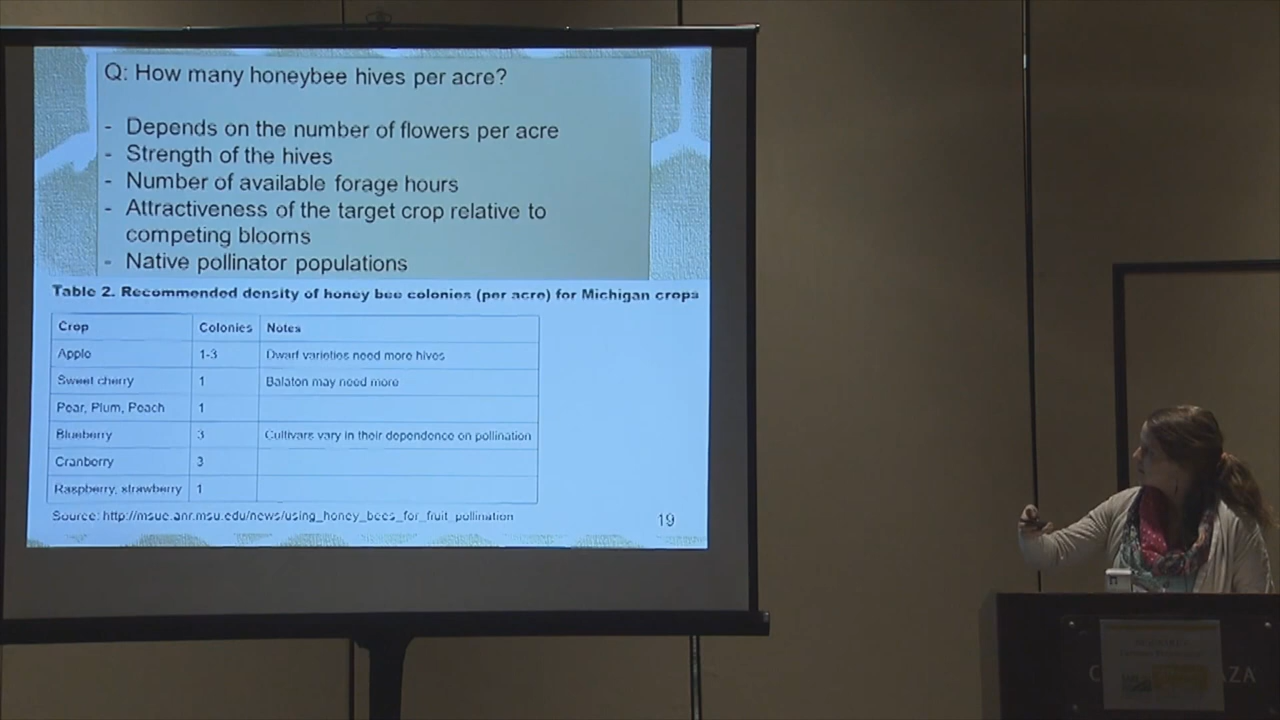 Q: How many honeybee hives per acre?
- Depends on the number of flowers per acre
- Strength of the hives
- Number of available forage hours
- Attractiveness of the target crop relative to
competing blooms
- Native pollinator populations
Table 2. Recommended density of honey bee colonies (per acre) for Michigan crops
Crop Colonies Notes
Apple 1-3 Dwarf varieties need more hives
Sweet cherry 1 Balaton may need more
Pear, Plum, Peach 1
Blueberry 3 Cultivars vary in their dependence on pollination
Cranberry 3
Raspberry, strawberry 1
Source: http://msue.anr.msu.edu/news/using_honey_bees_for_fruit_pollination
19